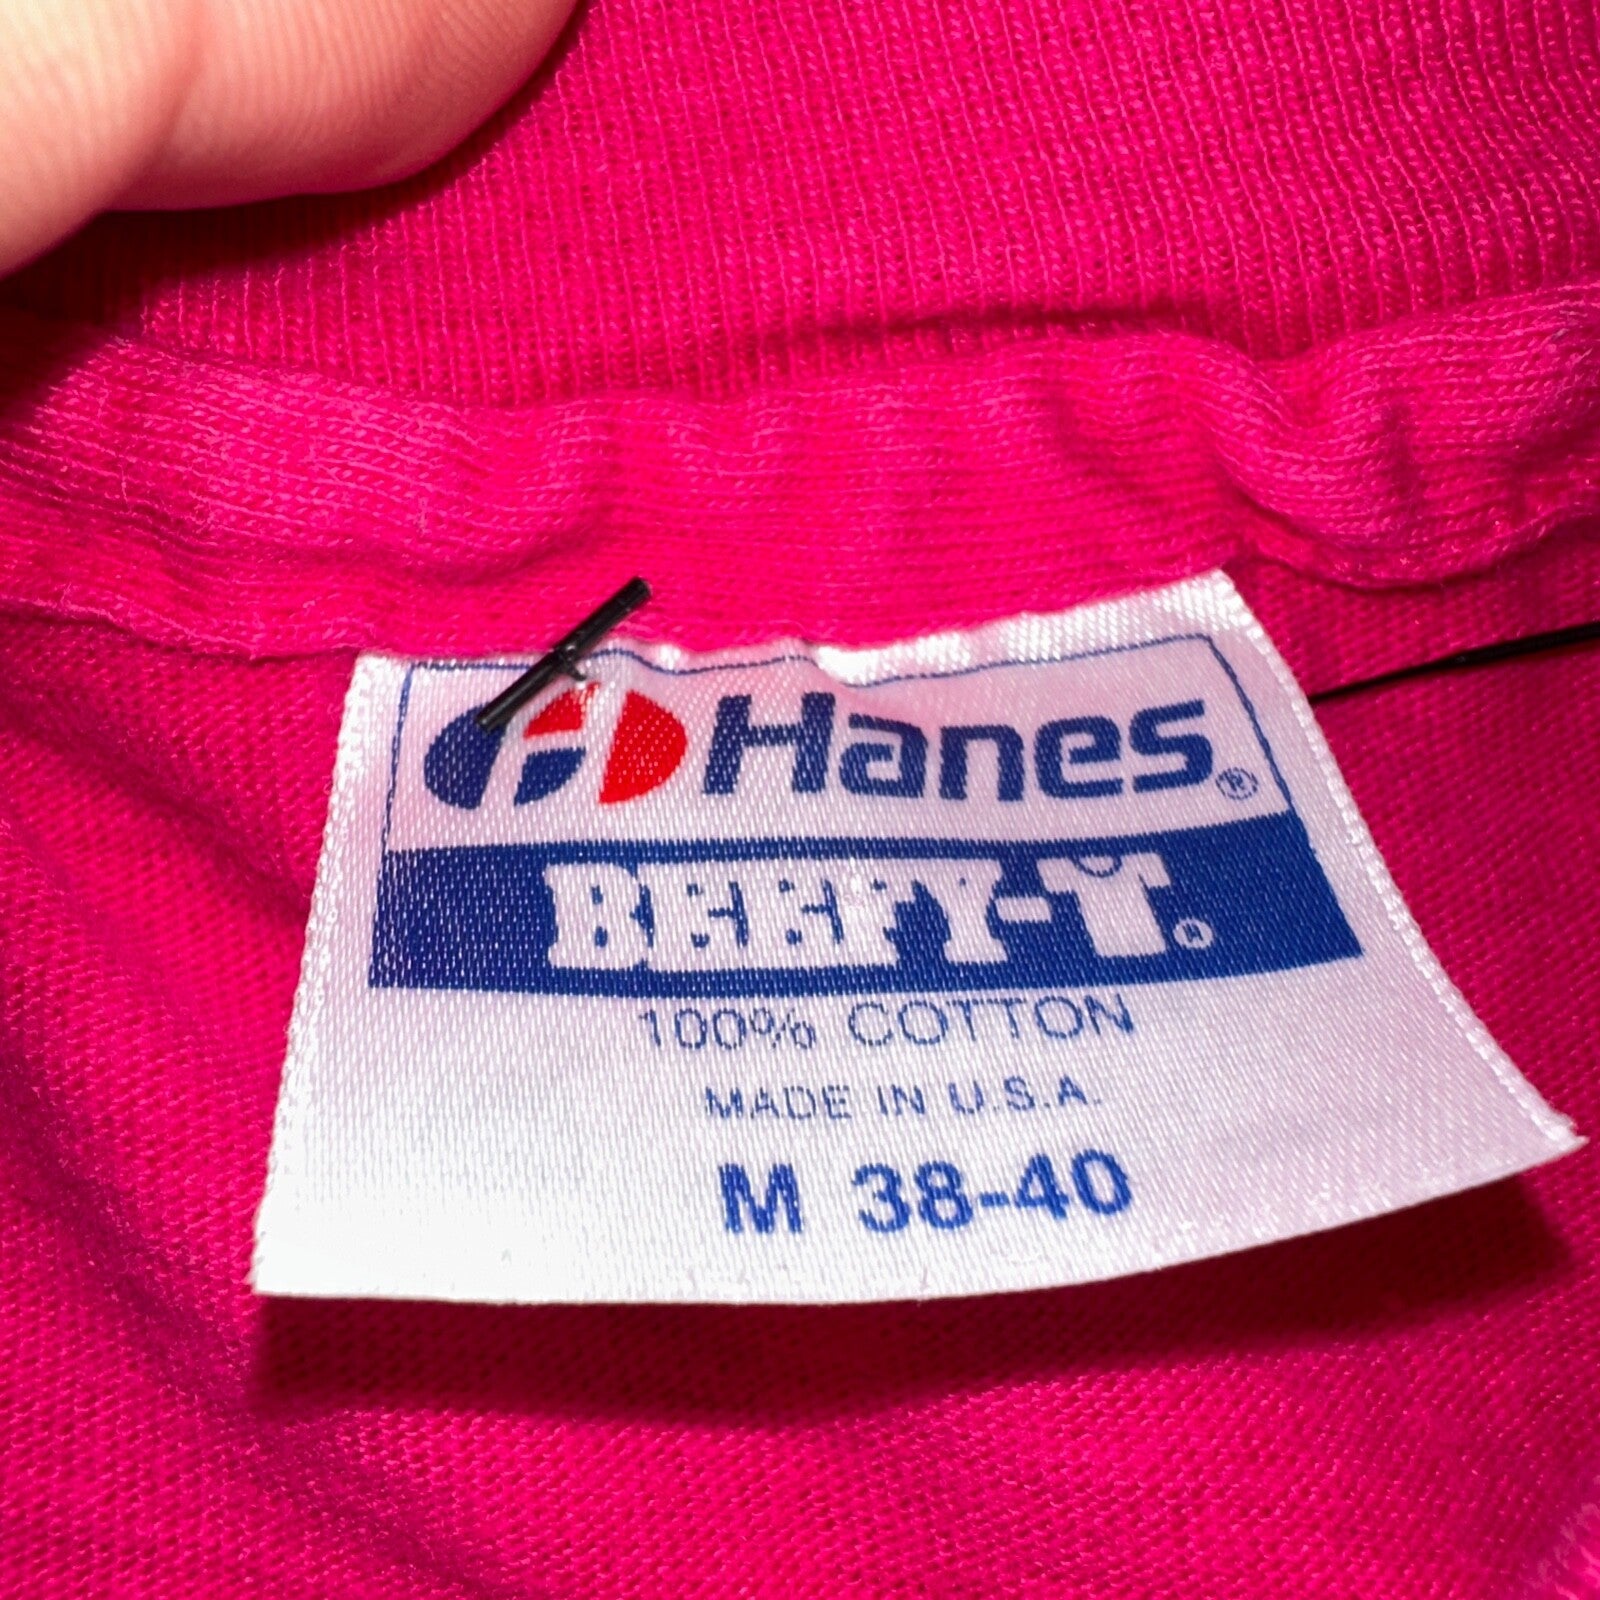 Hanes®
BEEFY-T®
100% COTTON
MADE IN U.S.A.
M 38-40